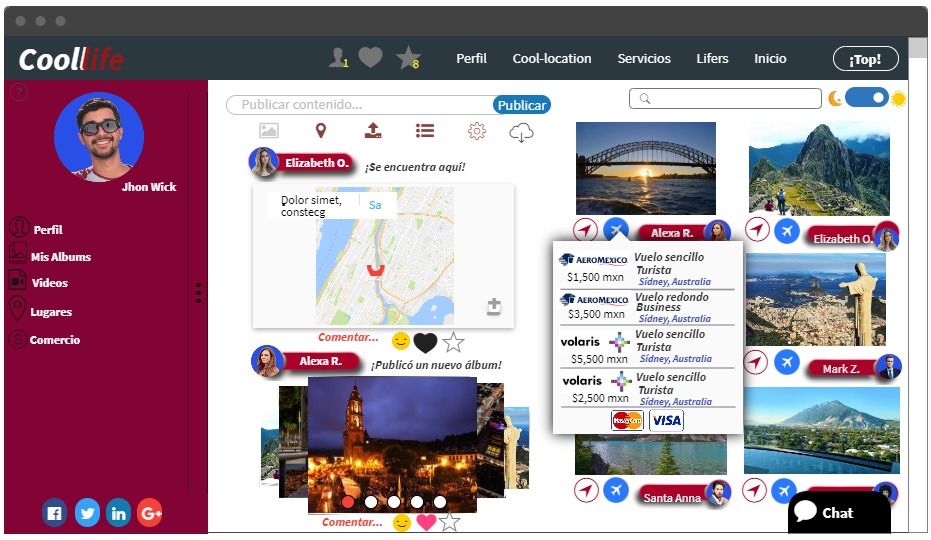 Coollife
1
8
Perfil
Cool-location
Servicios
Lifers
Inicio
¡Top!
?
Jhon Wick
Perfil
Mis Albums
Videos
Lugares
S Comercio
Publicar contenido...
Publicar
Elizabeth O.
¡Se encuentra aquí!
Dolor simet,
constecg
Sa
Comentar...
Alexa R.
¡Publicó un nuevo álbum!
Comentar...
Alexa R.
Elizabeth O.
AEROMEXICO
Vuelo sencillo
Turista
$1,500 mxn
Sídney, Australia
AEROMEXICO
Vuelo redondo
Business
$3,500 mxn
Sídney, Australia
volaris
Vuelo sencillo
Turista
$5,500 mxn
Sídney, Australia
volaris
Vuelo sencillo
Turista
$2,500 mxn
Sídney, Australia
MasterCard
VISA
Mark Z.
Santa Anna
Chat